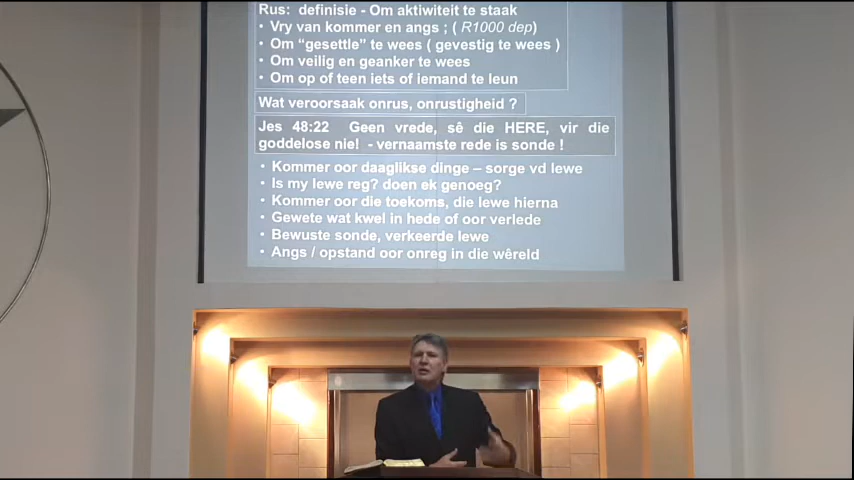 Rus: definisie - Om aktiwiteit te staak
• Vry van kommer en angs ; ( R1000 dep)
• Om “gesettle” te wees ( gevestig te wees )
• Om veilig en geanker te wees
• Om op of teen iets of iemand te leun
Wat veroorsaak onrus, onrustigheid ?
Jes 48:22 Geen vrede, sê die HERE, vir die
goddelose nie! - vernaamste rede is sonde !
• Kommer oor daaglikse dinge – sorge vd lewe
• Is my lewe reg? doen ek genoeg?
• Kommer oor die toekoms, die lewe hierna
• Gewete wat kwel in hede of oor verlede
• Bewuste sonde, verkeerde lewe
• Angs / opstand oor onreg in die wêreld